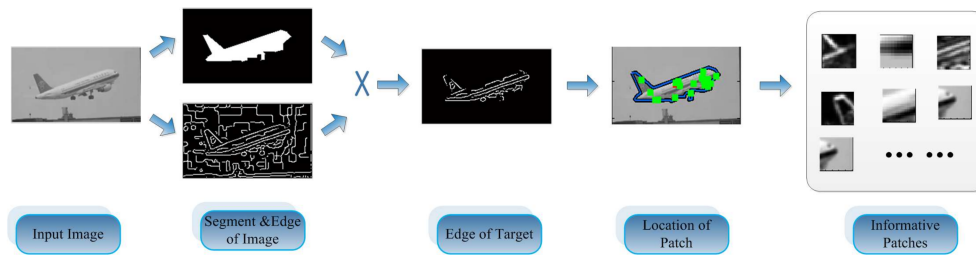 Input Image
Segment &Edge
of Image
Edge of Target
Location of
Patch
Informative
Patches